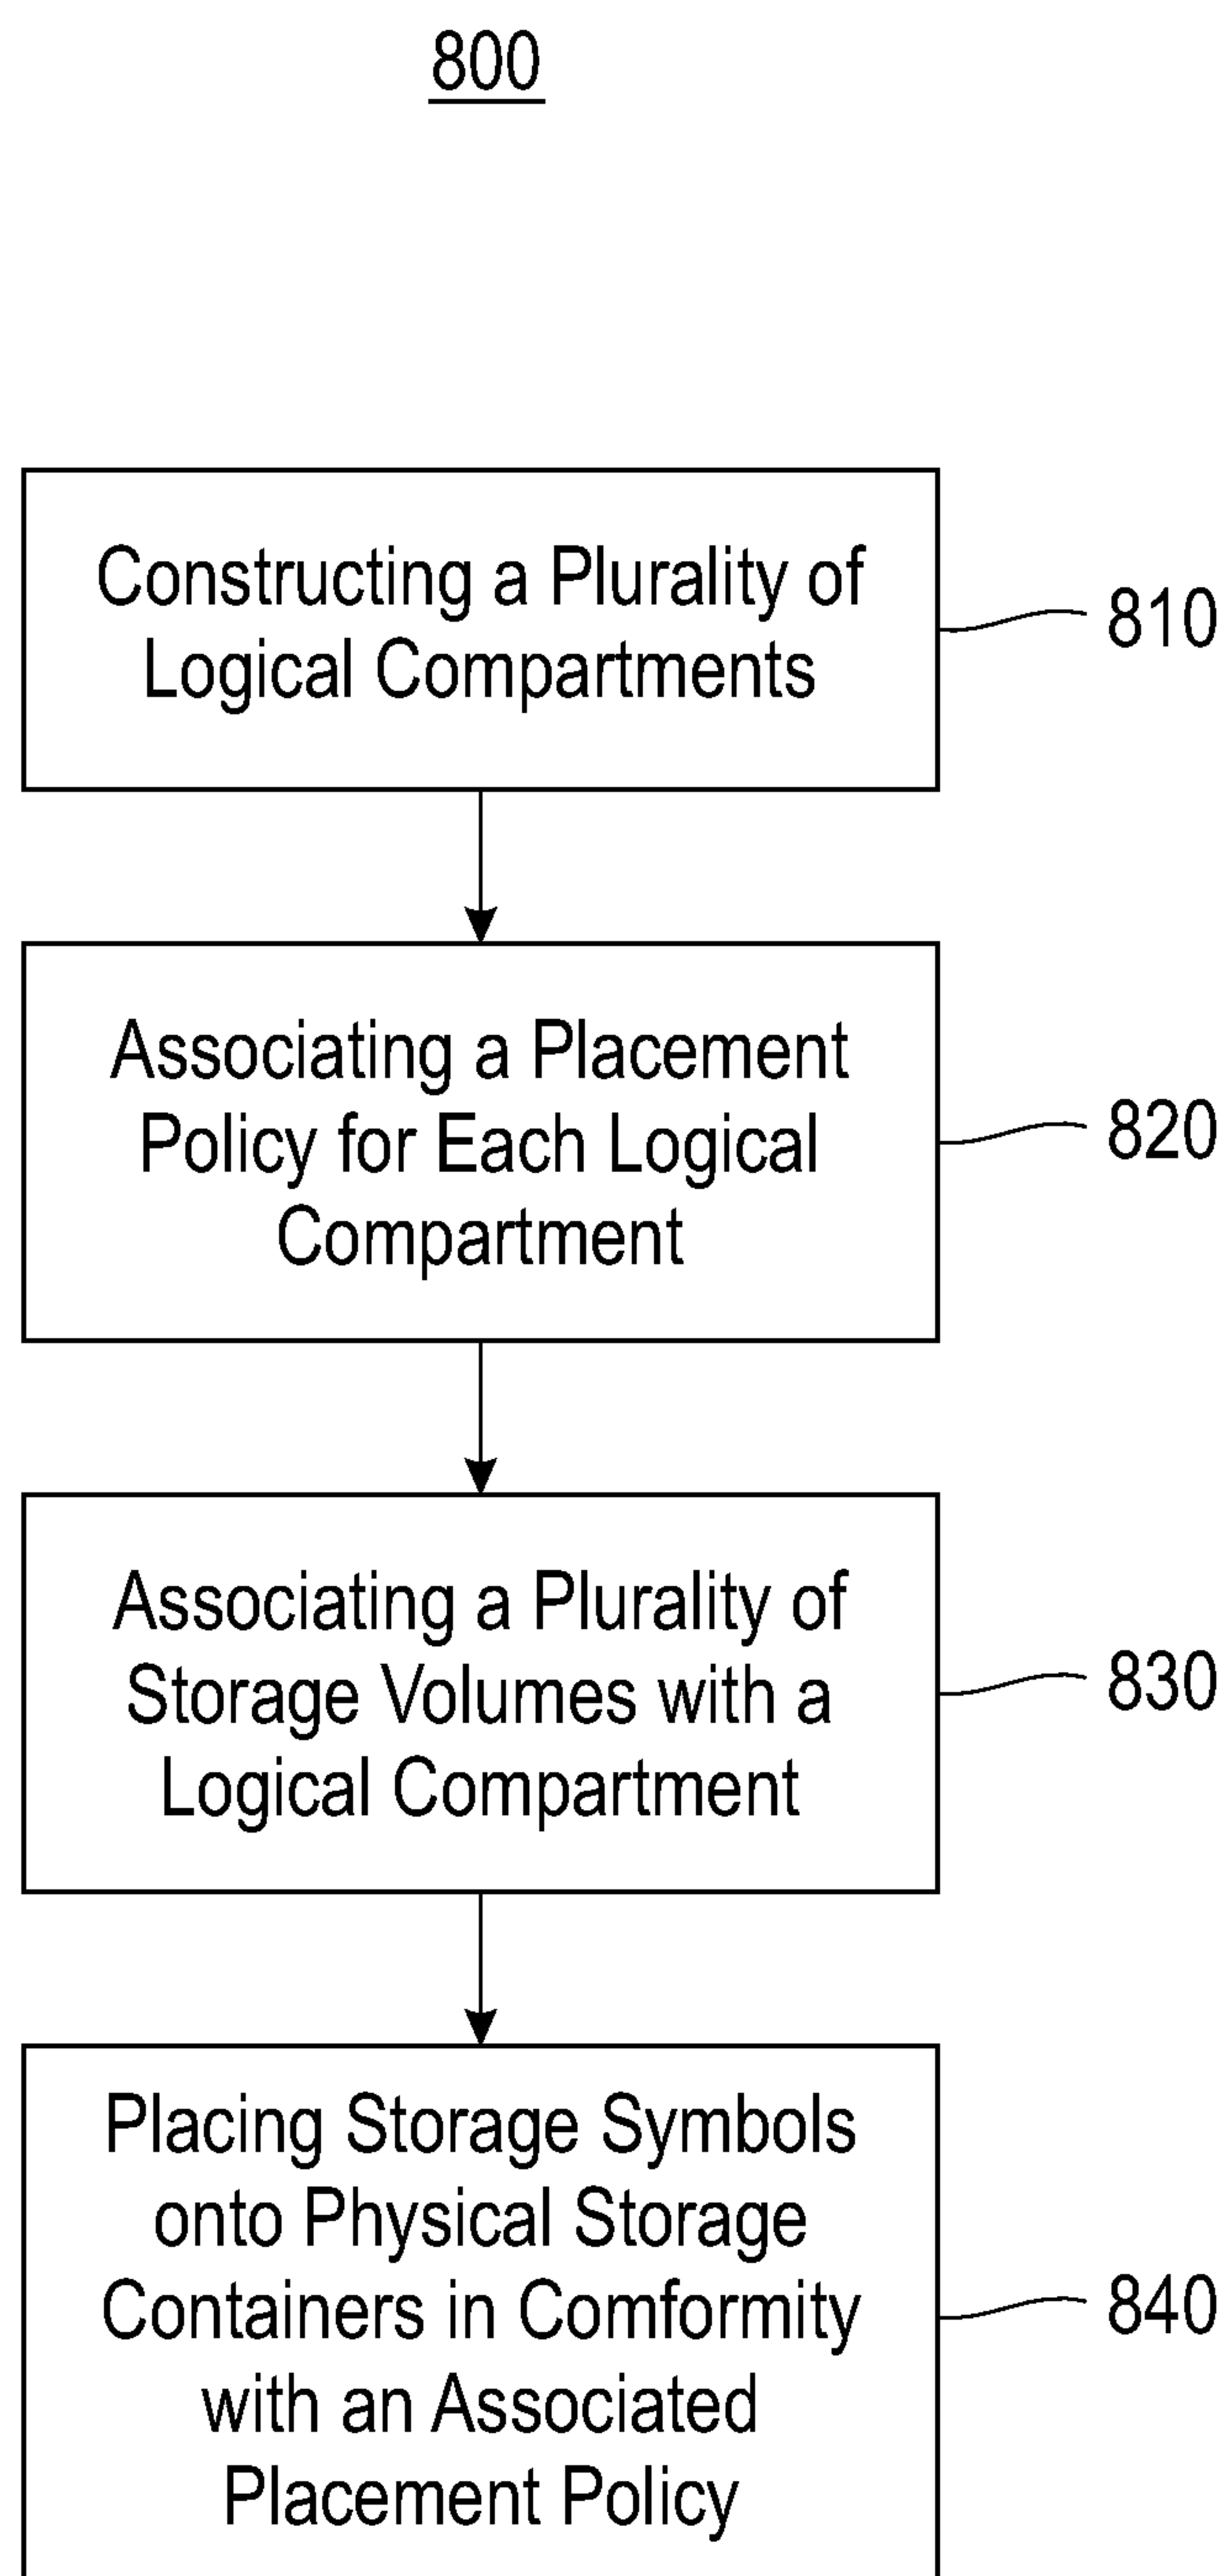 800
Constructing a Plurality of
Logical Compartments
810
Associating a Placement
Policy for Each Logical
Compartment
820
Associating a Plurality of
Storage Volumes with a
Logical Compartment
830
Placing Storage Symbols
onto Physical Storage
Containers in Comformity
with an Associated
Placement Policy
840